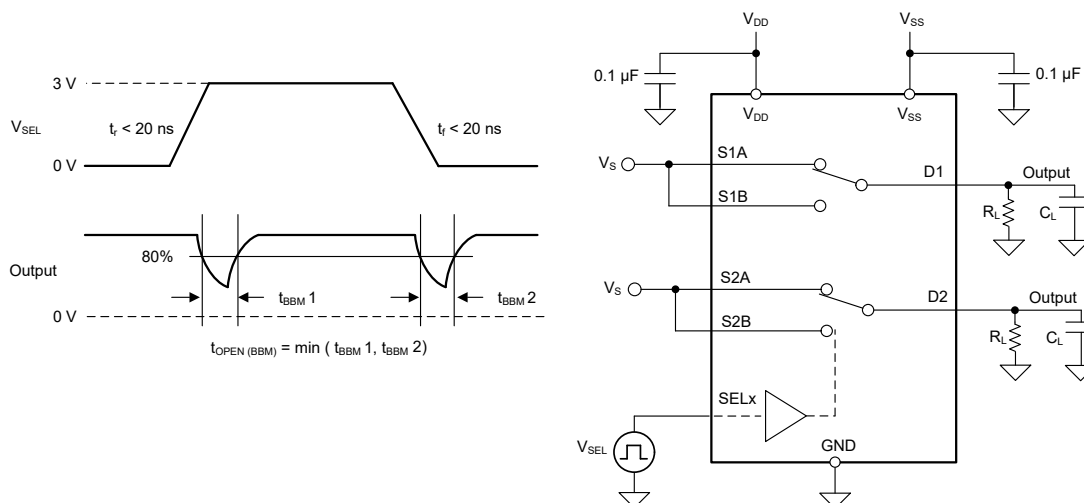 3 V
V_SEL
t_r < 20 ns
t_f < 20 ns
0 V
80%
Output
t_BBM 1
t_BBM 2
0 V
t_OPEN (BBM) = min ( t_BBM 1, t_BBM 2)
V_DD
V_SS
0.1 µF
0.1 µF
V_DD
V_SS
V_S
S1A
D1
Output
S1B
R_L
C_L
V_S
S2A
D2
Output
S2B
R_L
C_L
SELx
V_SEL
GND